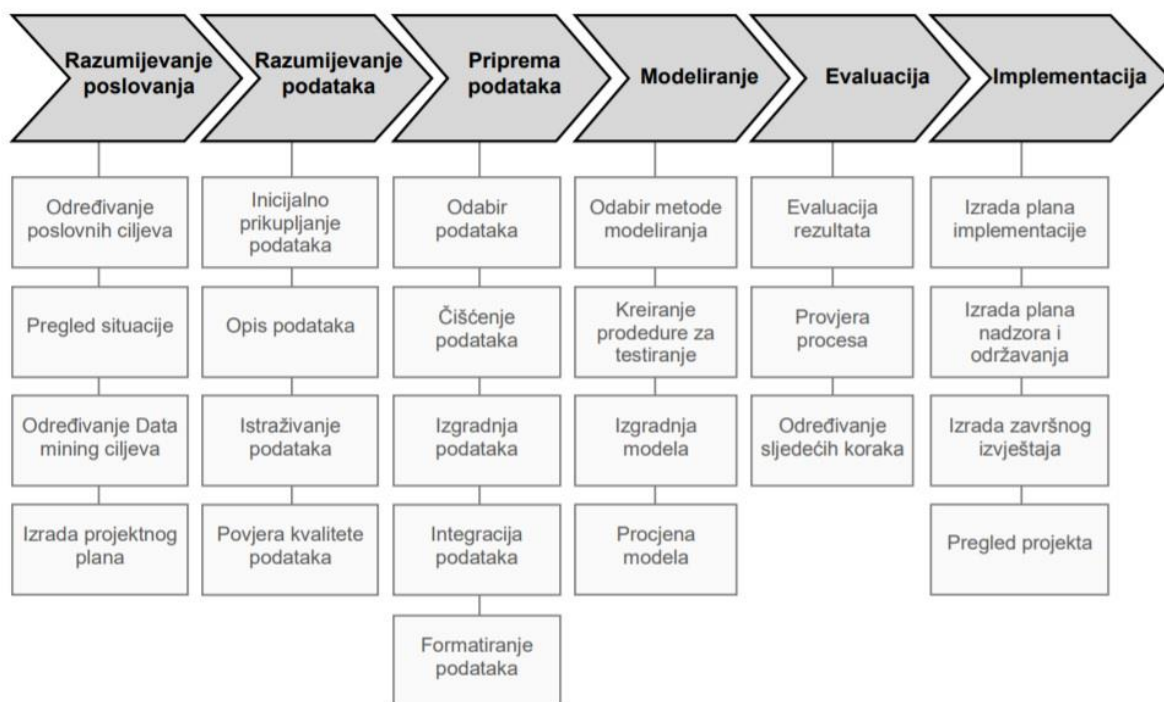 Razumijevanje
poslovanja
Razumijevanje
podataka
Priprema
podataka
Modeliranje
Evaluacija
Implementacija
Određivanje
poslovnih ciljeva
Pregled situacije
Određivanje Data
mining ciljeva
Izrada projektnog
plana
Inicijalno
prikupljanje
podataka
Opis podataka
Istraživanje
podataka
Povjera kvalitete
podataka
Odabir
podataka
Čišćenje
podataka
Izgradnja
podataka
Integracija
podataka
Formatiranje
podataka
Odabir metode
modeliranja
Kreiranje
prodedure za
testiranje
Izgradnja
modela
Procjena
modela
Evaluacija
rezultata
Provjera
procesa
Određivanje
sljedećih koraka
Izrada plana
implementacije
Izrada plana
nadzora i
održavanja
Izrada završnog
izvještaja
Pregled projekta